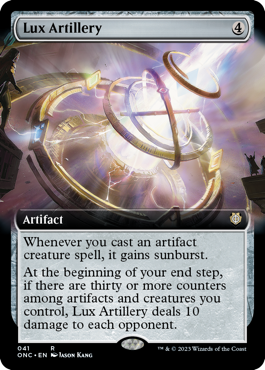 Lux Artillery 4
Artifact
Whenever you cast an artifact
creature spell, it gains sunburst.
At the beginning of your end step,
if there are thirty or more counters
among artifacts and creatures you
control, Lux Artillery deals 10
damage to each opponent.
041 R
ONC • EN Jason Kang
™ & © 2023 Wizards of the Coast